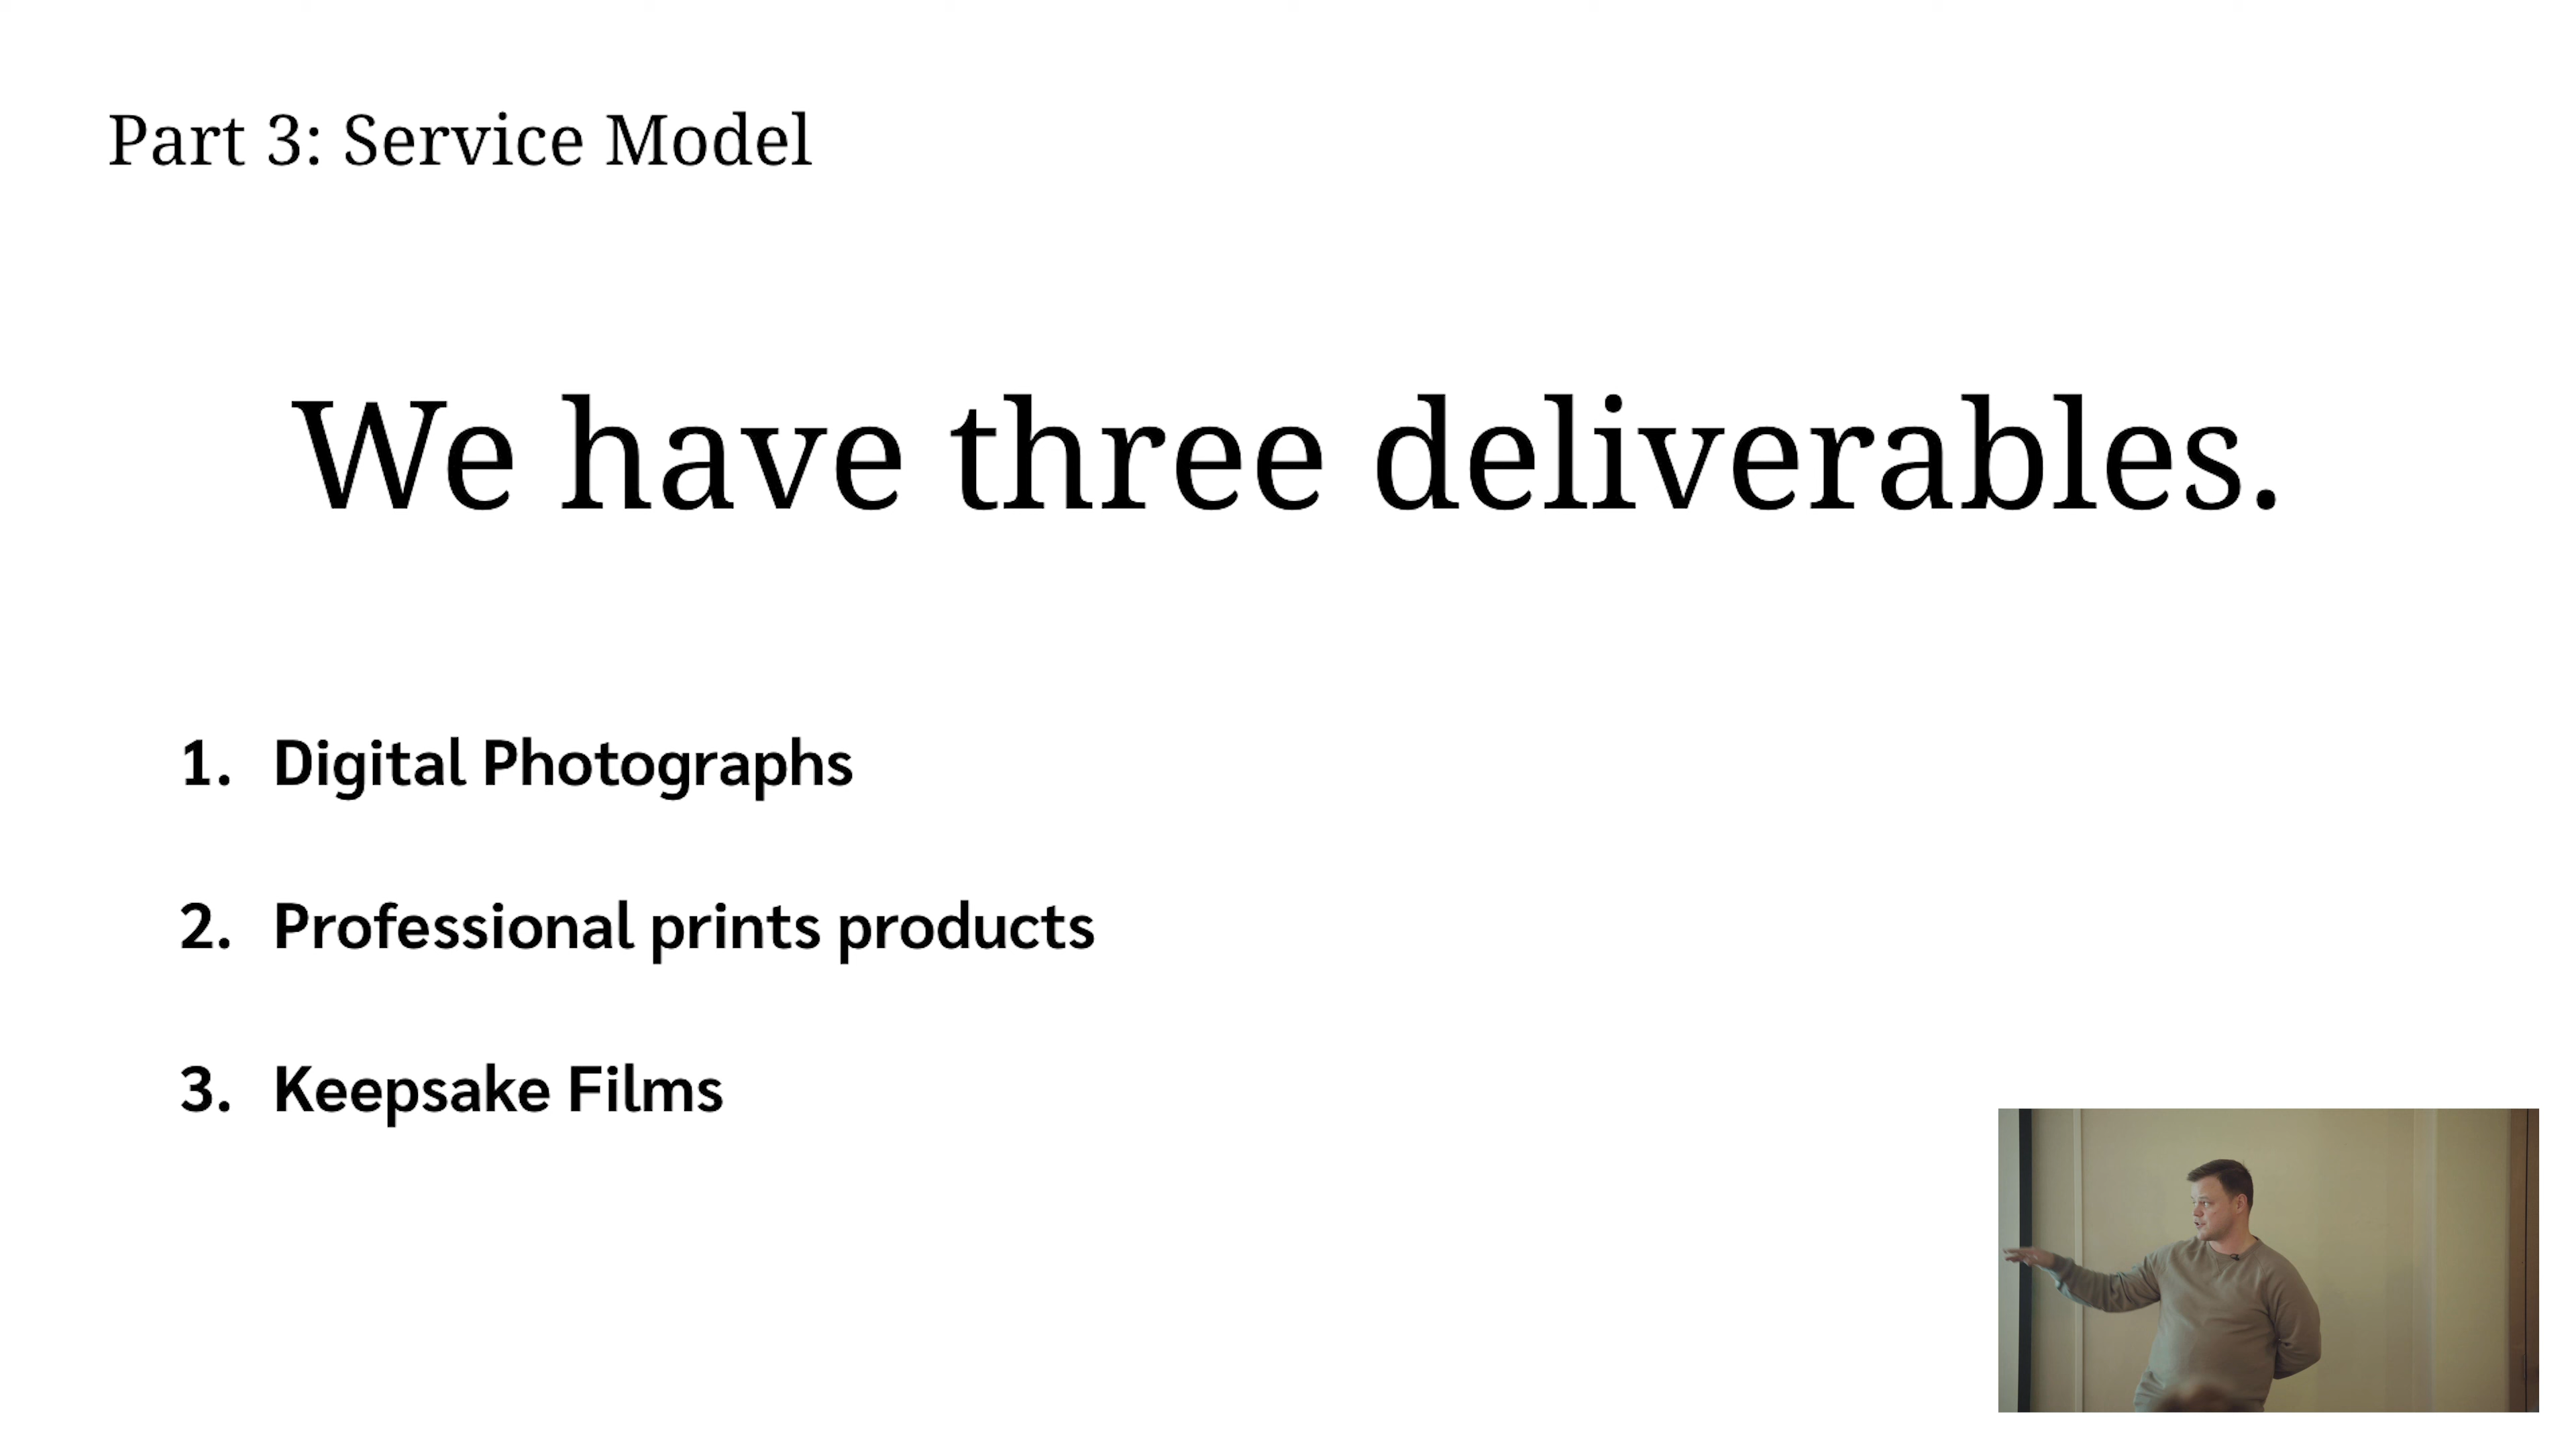 Part 3: Service Model
We have three deliverables.
1. Digital Photographs
2. Professional prints products
3. Keepsake Films